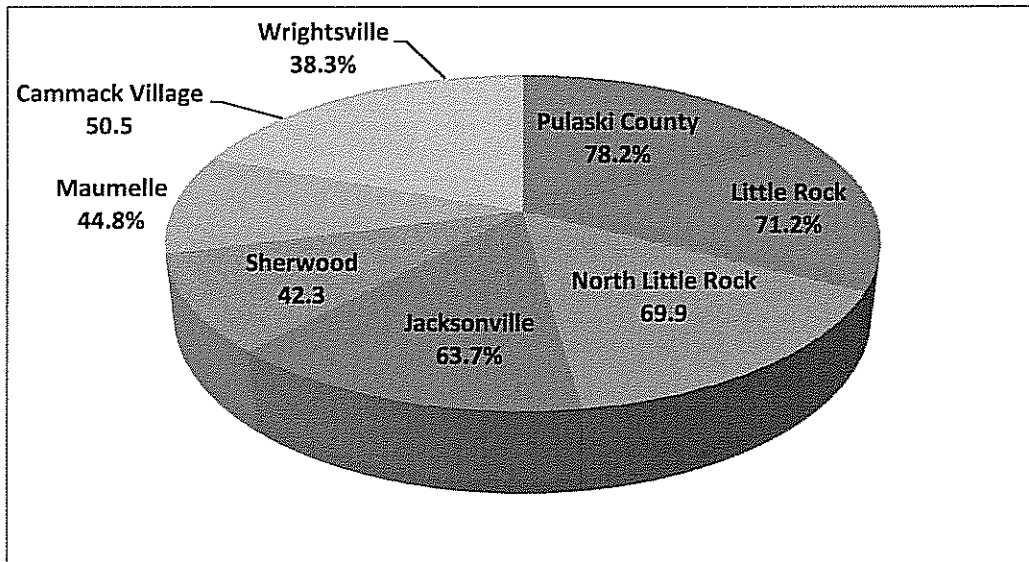 Wrightsville
38.3%
Cammack Village
50.5
Maumelle
44.8%
Sherwood
42.3
Jacksonville
63.7%
North Little Rock
69.9
Little Rock
71.2%
Pulaski County
78.2%